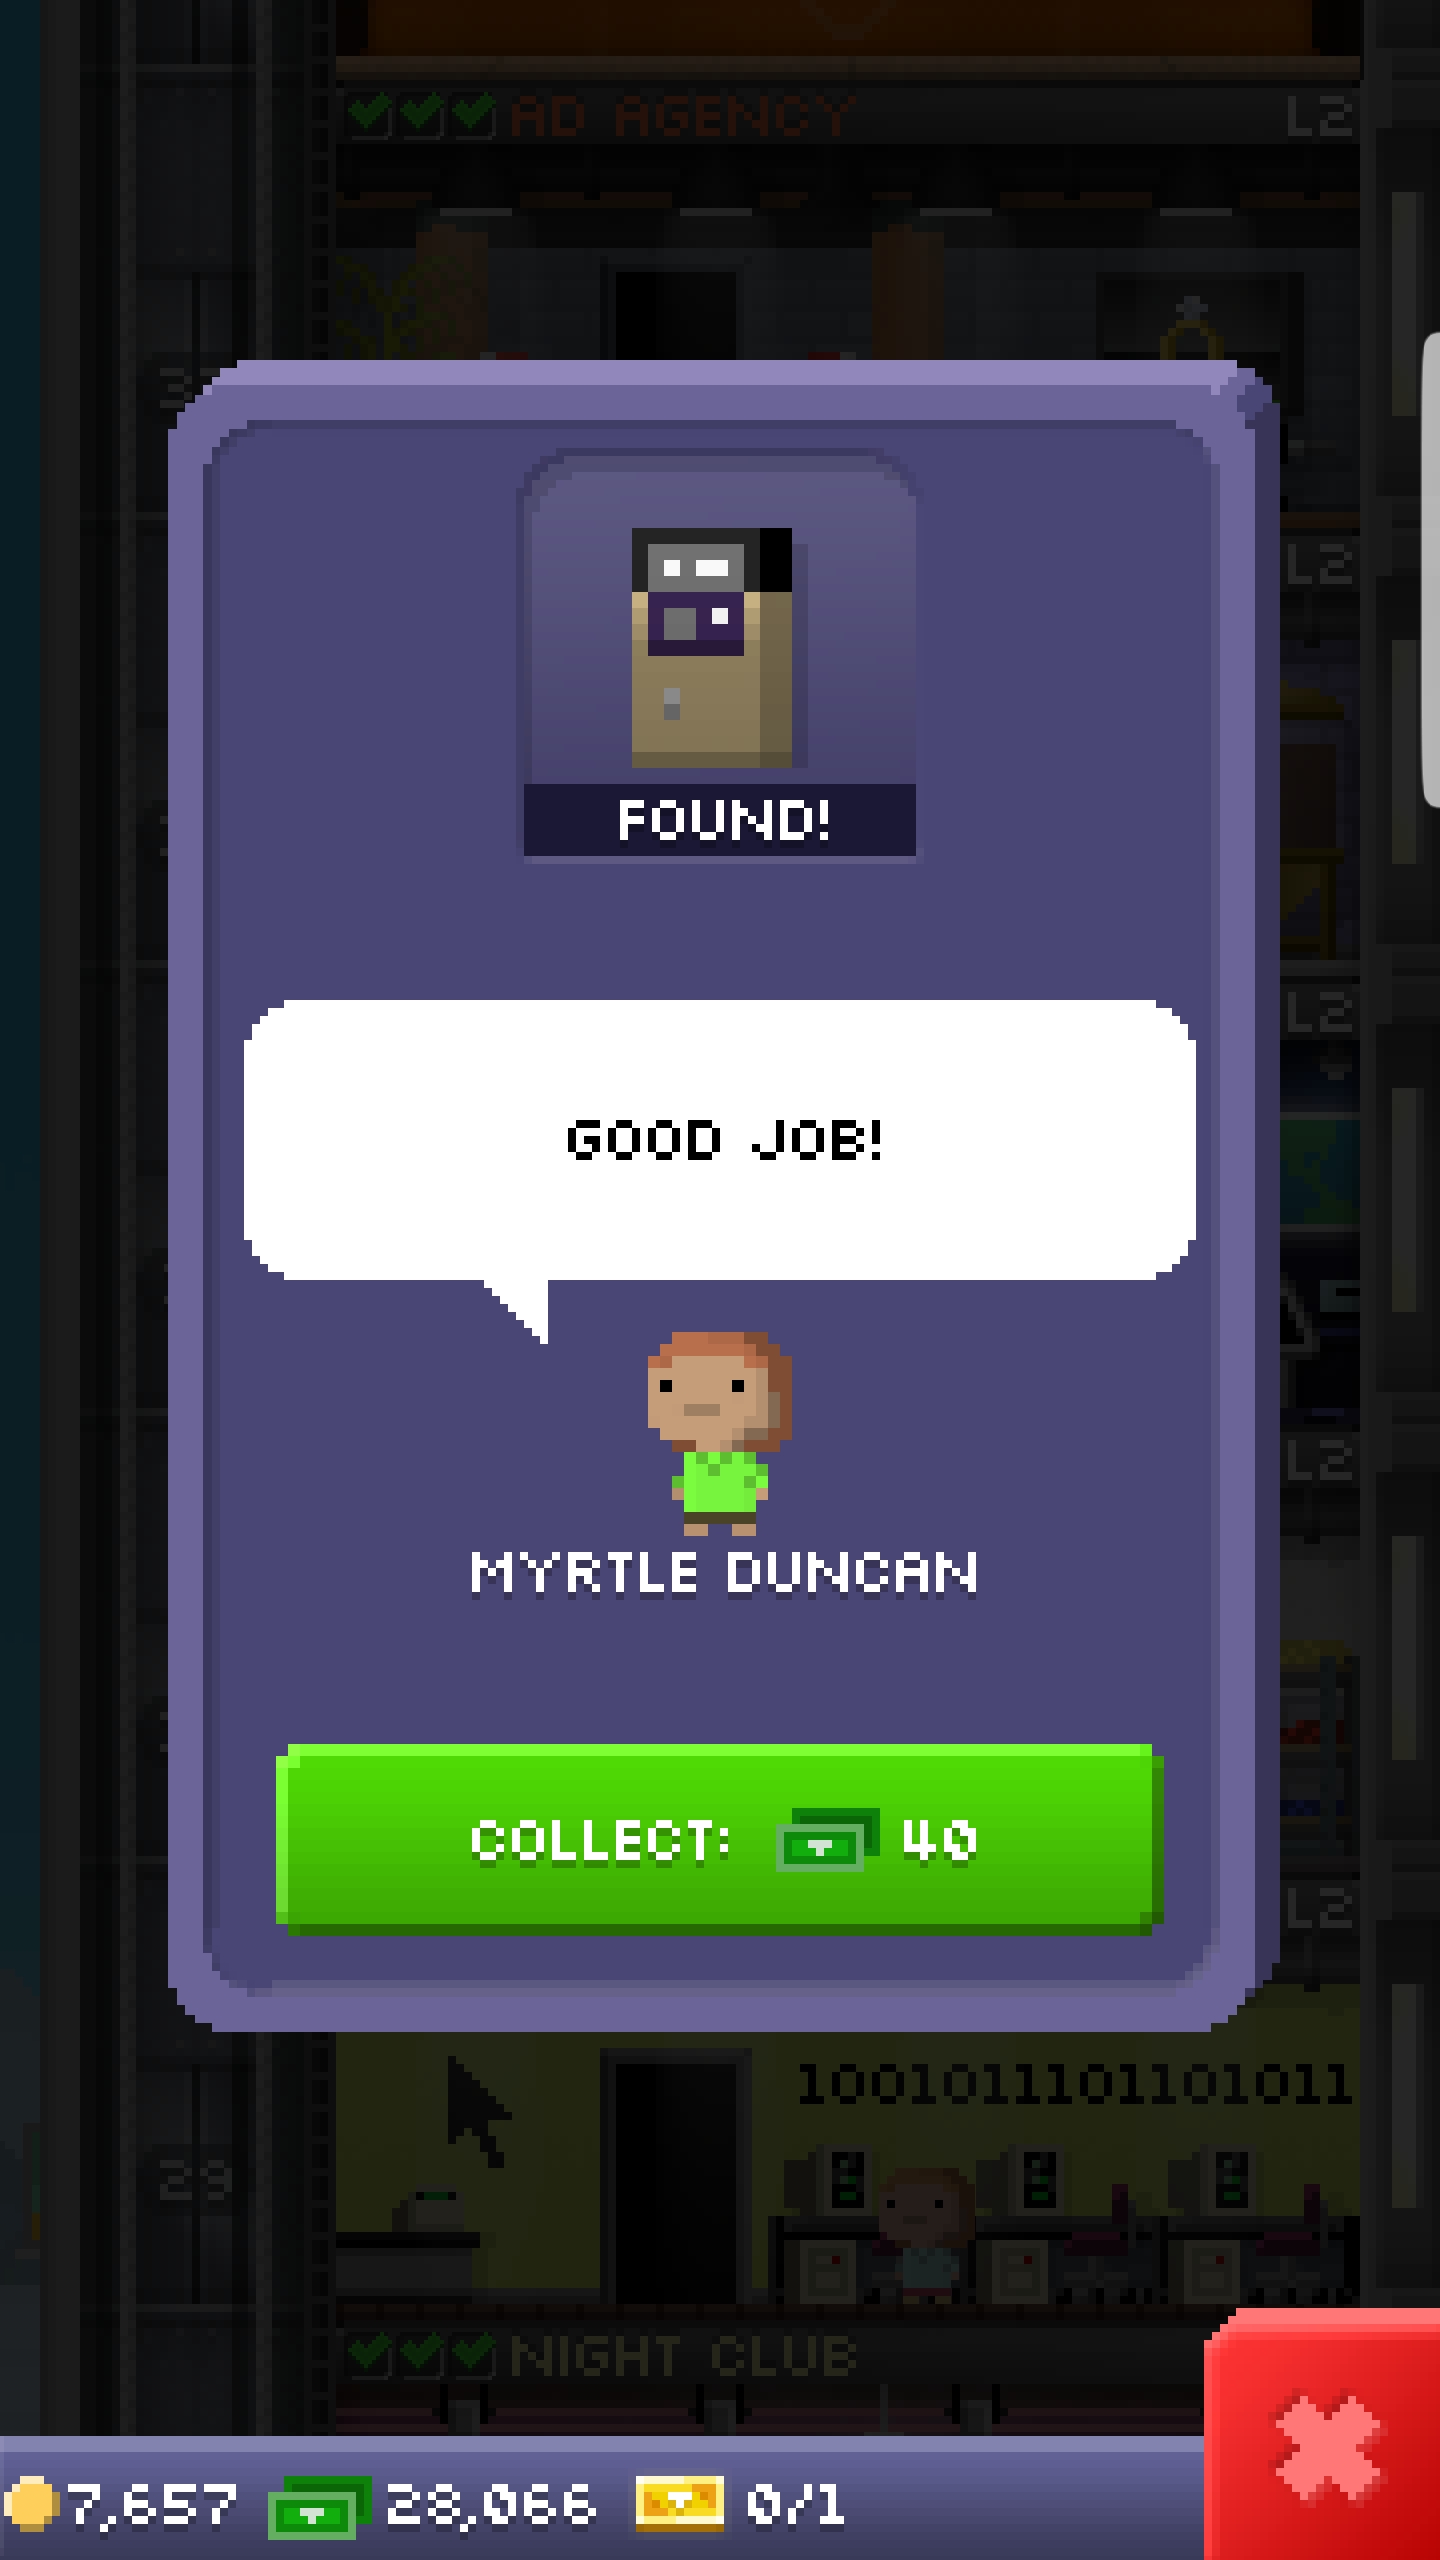 AD AGENCY L2
L2
FOUND!
L2
GOOD JOB!
L2
MYRTLE DUNCAN
COLLECT: 40
L2
1001011101101011
29
NIGHT CLUB
7,657 28,066 0/1